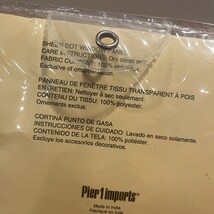 SHEER DOT WINDOW PANEL
CARE INSTRUCTIONS: Dry clean only.
FABRIC CONTENT: 100% polyester,
Exclusive of ornamentation.
PANNEAU DE FENÊTRE TISSU TRANSPARENT À POIS
ENTRETIEN: Nettoyer à sec seulement.
CONTENU DU TISSU: 100% polyester.
Ornements exclus.
CORTINA PUNTO DE GASA
INSTRUCCIONES DE CUIDADO: Lavado en seco solamente.
CONTENIDO DE LA TELA: 100% poliéster.
Excluye los accesorios decorativos.
Pier 1 imports®
Made in India
Fabriqué en Inde